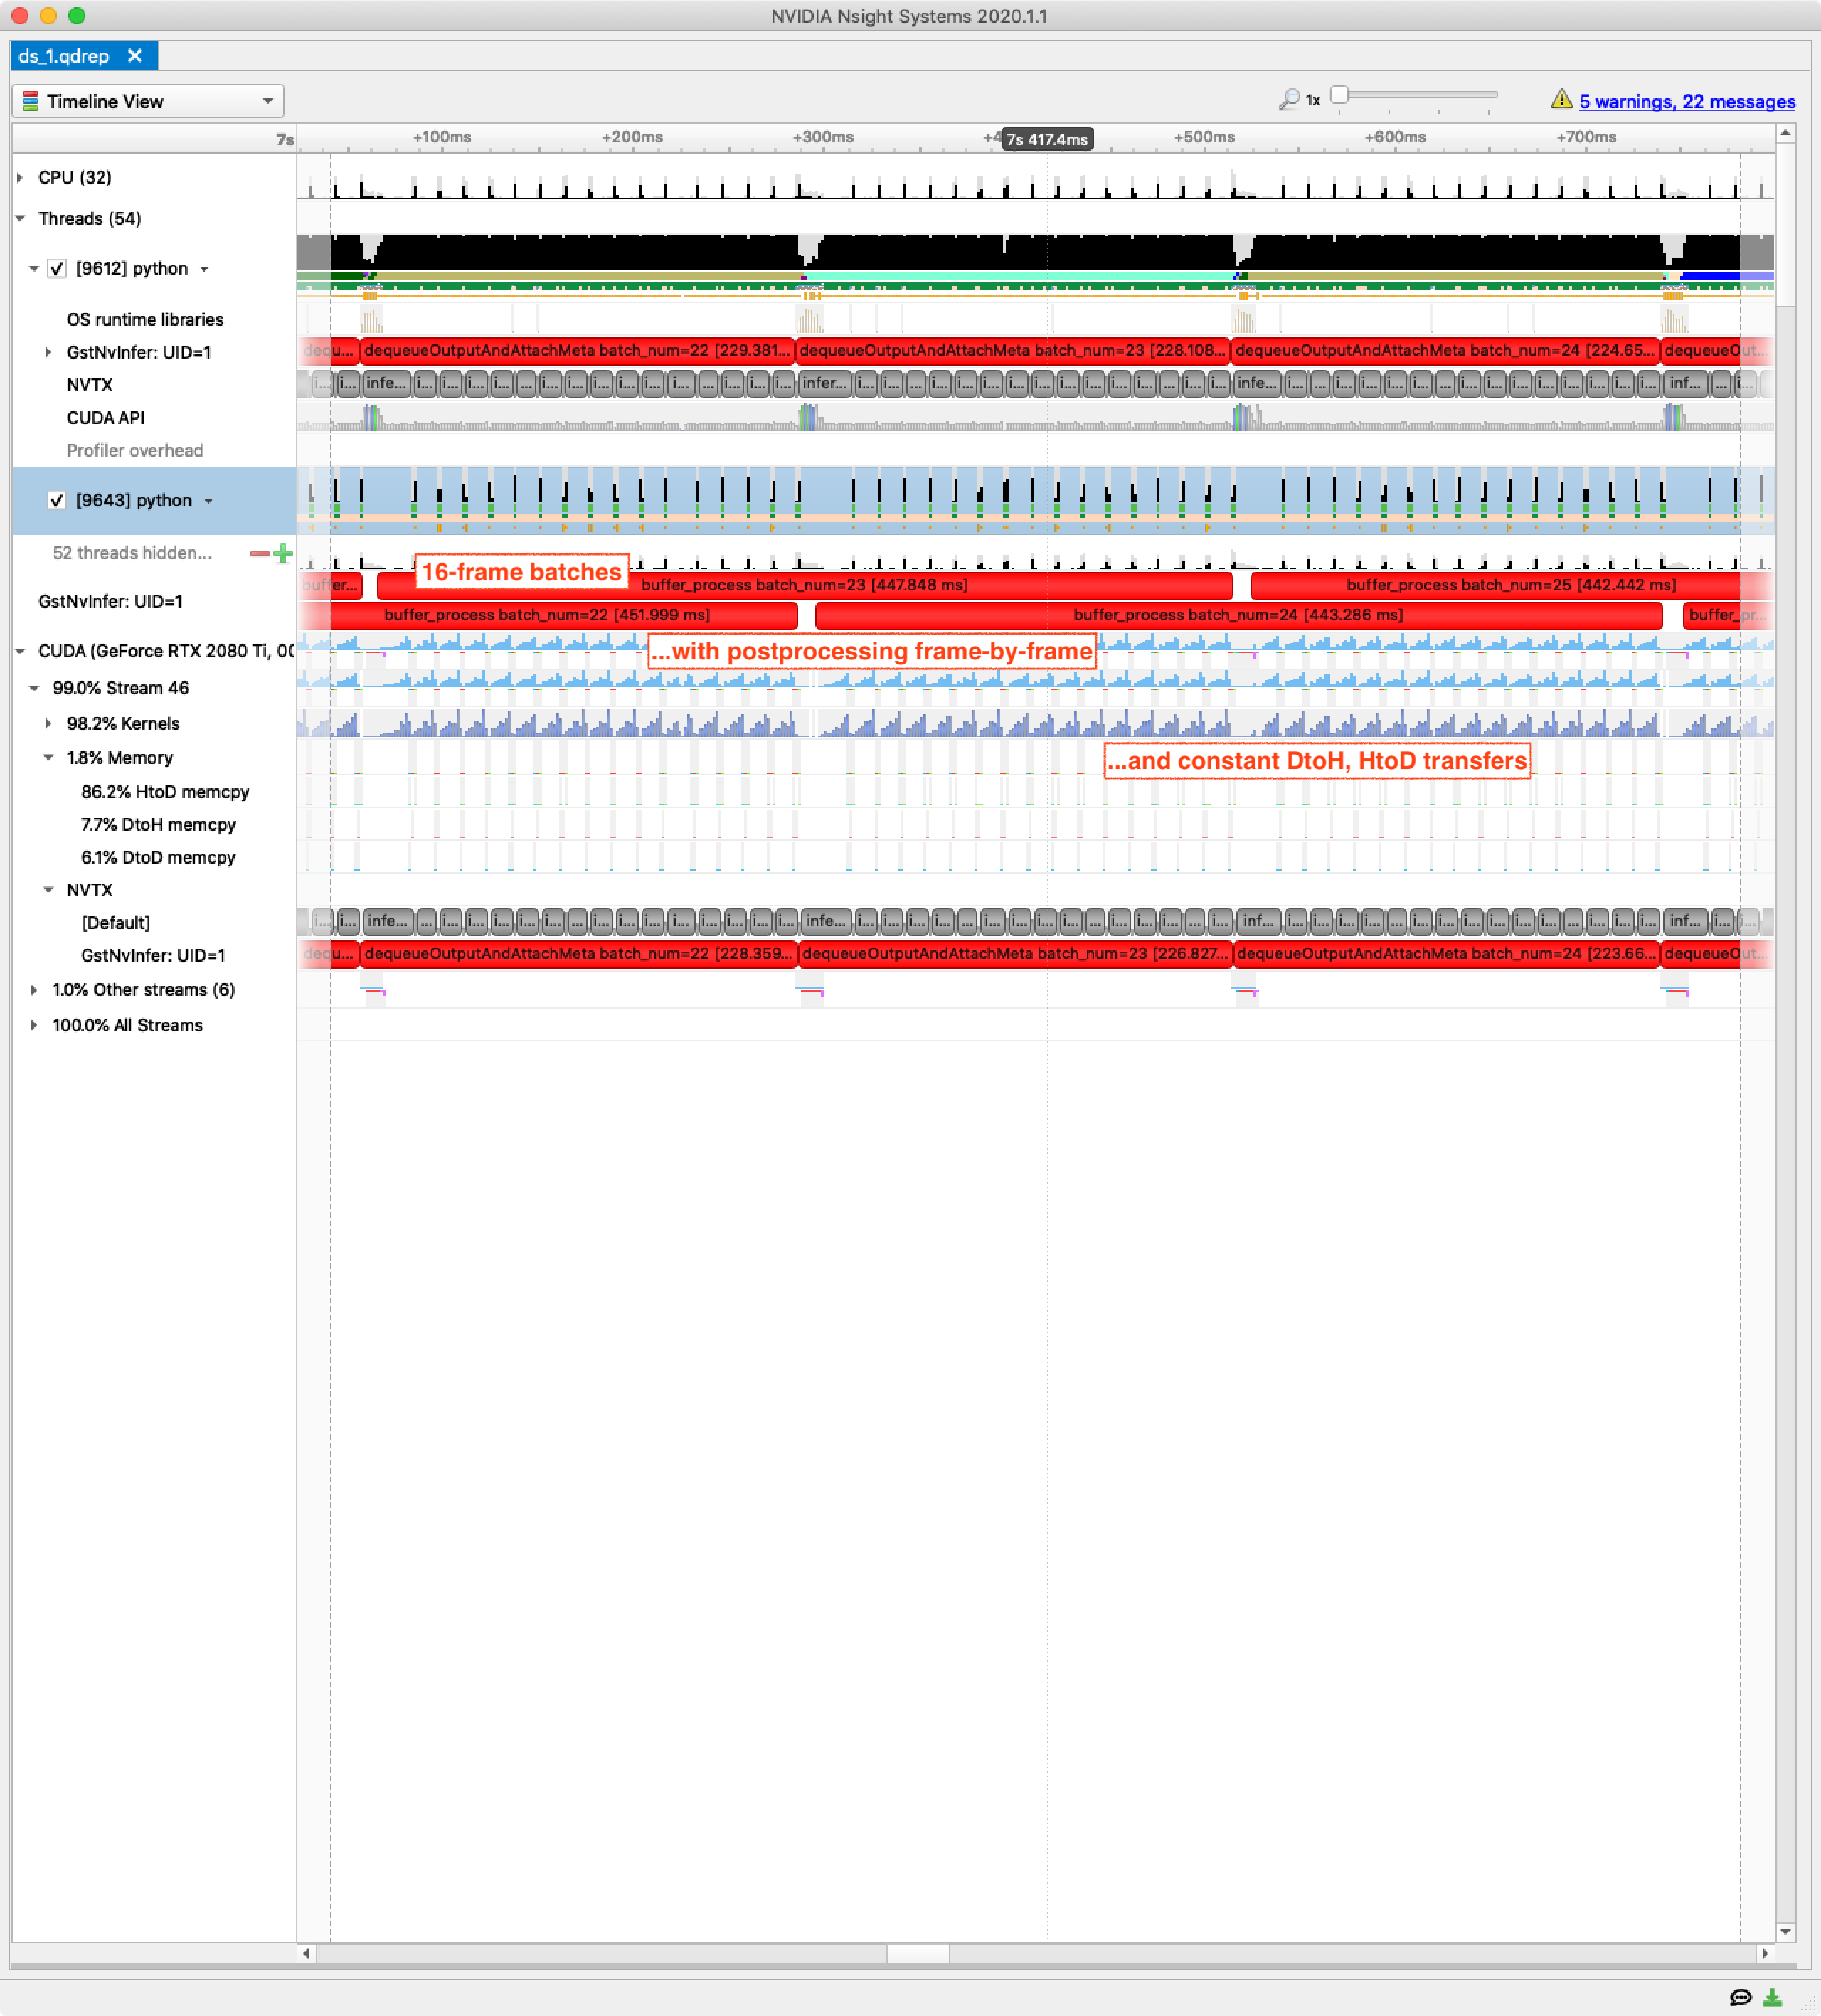 NVIDIA Nsight Systems 2020.1.1
ds_1.qdrep
Timeline View
1x
5 warnings, 22 messages
7s +100ms +200ms +300ms +4 7s 417.4ms +500ms +600ms +700ms
CPU (32)
Threads (54)
[9612] python
OS runtime libraries
GstNvInfer: UID=1
dequ... dequeueOutputAndAttachMeta batch_num=22 [229.381... dequeueOutputAndAttachMeta batch_num=23 [228.108... dequeueOutputAndAttachMeta batch_num=24 [224.65... dequeueOut...
NVTX
i... i... infe... i... i... i... i... ... i... i... i... i... i... i... ... i... i... i... infer... i... i... ... i... i... i... i... i... i... i... i... ... i... i... infe... i... ... i... i... i... i... i... i... i... i... i... i... i... i... i... inf... ... i...
CUDA API
Profiler overhead
[9643] python
52 threads hidden...
16-frame batches
GstNvInfer: UID=1
buffer... buffer_process batch_num=23 [447.848 ms] buffer_process batch_num=25 [442.442 ms]
buffer_process batch_num=22 [451.999 ms] buffer_process batch_num=24 [443.286 ms] buffer_pr...
CUDA (GeForce RTX 2080 Ti, 00
...with postprocessing frame-by-frame
99.0% Stream 46
98.2% Kernels
1.8% Memory
...and constant DtoH, HtoD transfers
86.2% HtoD memcpy
7.7% DtoH memcpy
6.1% DtoD memcpy
NVTX
[Default]
i... i... infe... ... i... i... i... i... i... ... i... i... i... i... i... i... i... i... infe... i... i... i... i... ... i... i... i... i... ... i... i... i... ... i... inf... i... i... i... i... ... i... i... i... i... i... ... i... i... i... inf... i...
GstNvInfer: UID=1
dequ... dequeueOutputAndAttachMeta batch_num=22 [228.359... dequeueOutputAndAttachMeta batch_num=23 [226.827... dequeueOutputAndAttachMeta batch_num=24 [223.66... dequeueOut...
1.0% Other streams (6)
100.0% All Streams